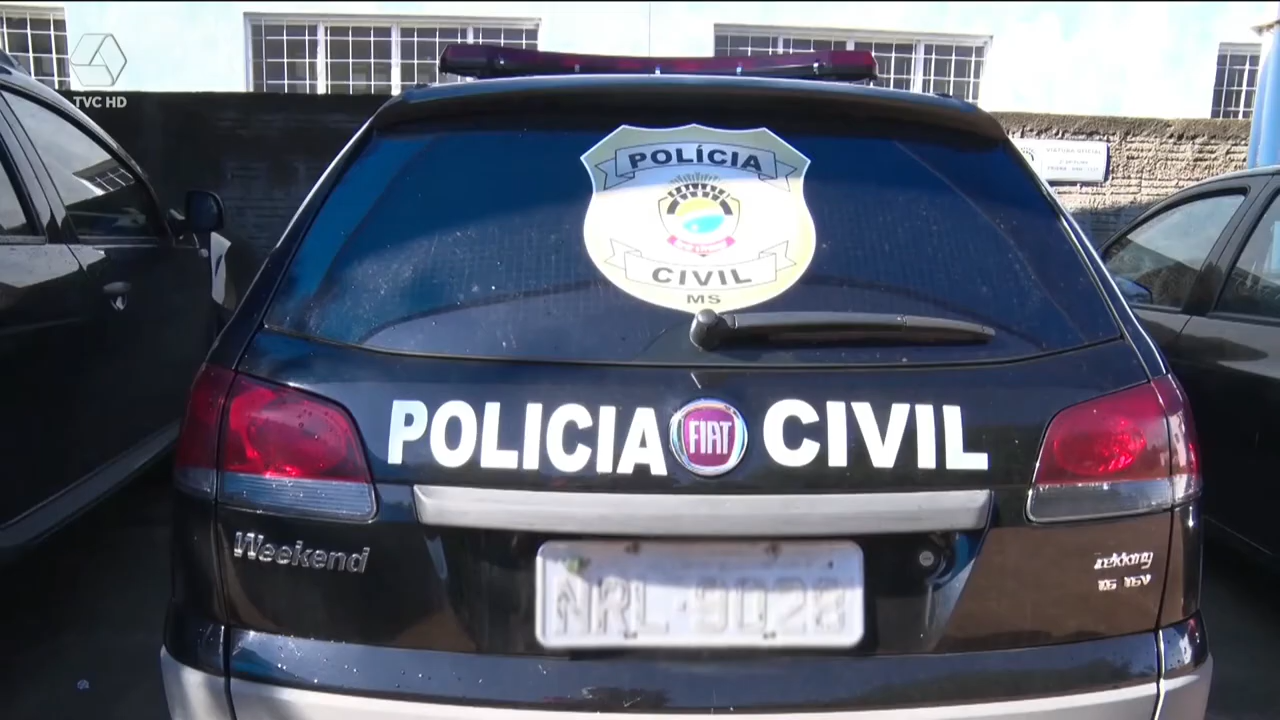 TVC HD
POLÍCIA
CIVIL
MS
POLICIA FIAT CIVIL
Weekend
trekking
1.6 16V
NRL-9028